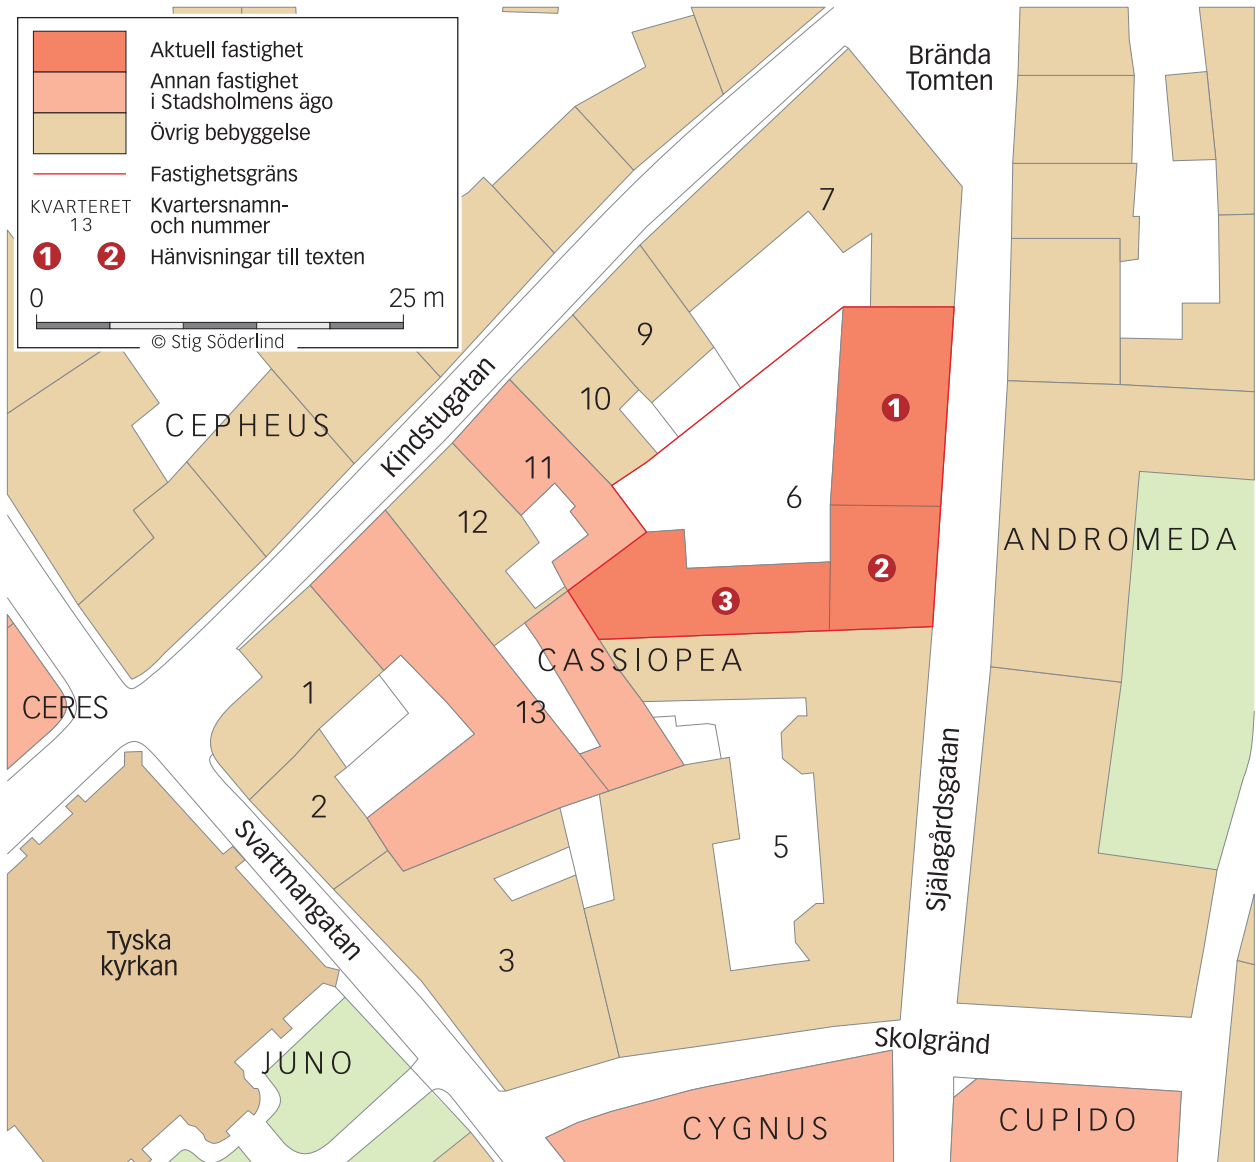 Aktuell fastighet
Annan fastighet
i Stadsholmens ägo
Övrig bebyggelse
Fastighetsgräns
KVARTERET
13
Kvartersnamn-
och nummer
1 2
Hänvisningar till texten
0 25 m
© Stig Söderlind
Brända
Tomten
7
9
10
1
CEPHEUS
Kindstugatan
11
6
12
ANDROMEDA
2
3
CASSIOPEA
1
13
CERES
2
5
Själagårdsgatan
Svartmangatan
Tyska
kyrkan
3
Skolgränd
JUNO
CYGNUS
CUPIDO